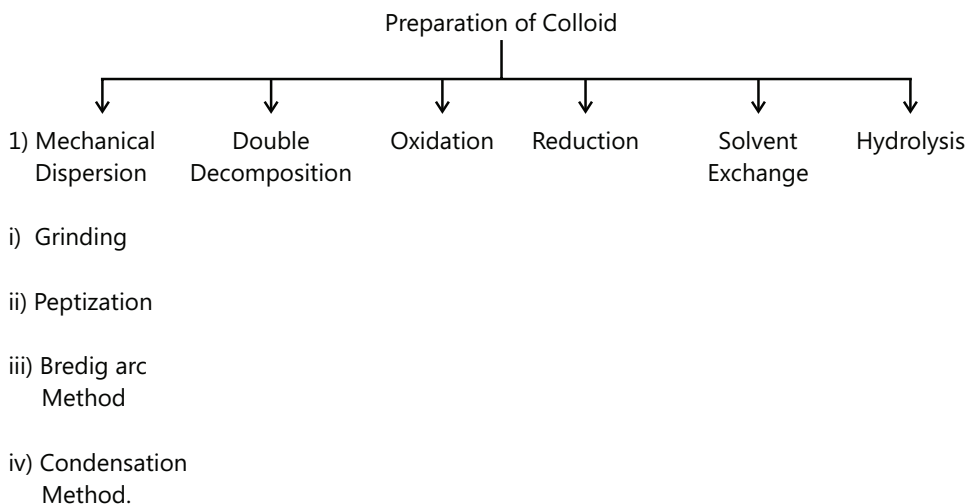 Preparation of Colloid
1) Mechanical Dispersion
Double Decomposition
Oxidation
Reduction
Solvent Exchange
Hydrolysis
i) Grinding
ii) Peptization
iii) Bredig arc
Method
iv) Condensation
Method.